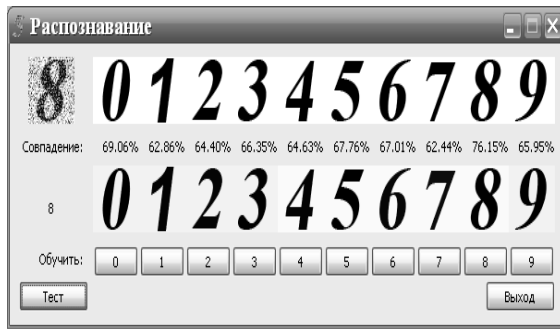 Распознавание
8 0 1 2 3 4 5 6 7 8 9
Совпадение: 69.06% 62.86% 64.40% 66.35% 64.63% 67.76% 67.01% 62.44% 76.15% 65.95%
8 0 1 2 3 4 5 6 7 8 9
Обучить: 0 1 2 3 4 5 6 7 8 9
Тест Выход